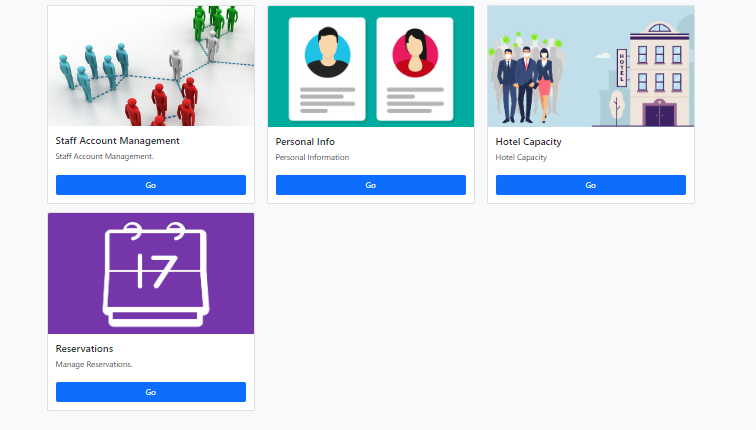 Staff Account Management
Staff Account Management.
Go
Personal Info
Personal Information
Go
HOTEL
Hotel Capacity
Hotel Capacity
Go
17
Reservations
Manage Reservations.
Go